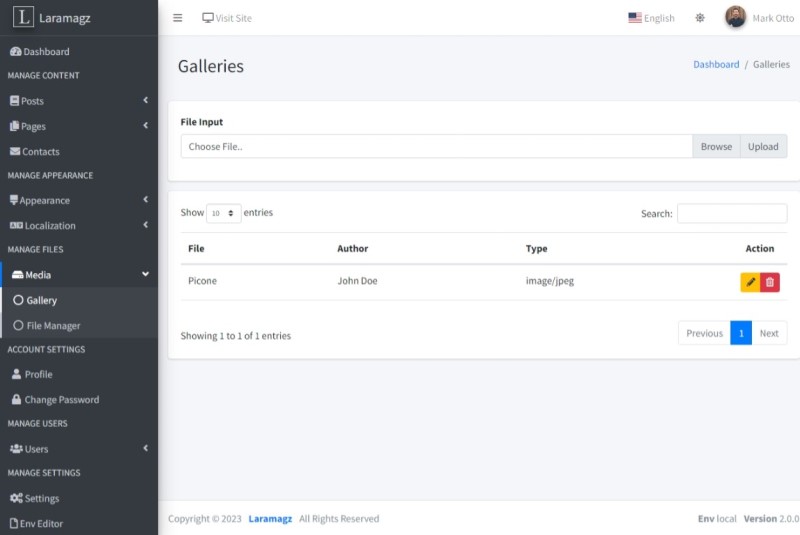 Laramagz
Visit Site
English
Mark Otto
Dashboard
MANAGE CONTENT
Posts
Pages
Contacts
MANAGE APPEARANCE
Appearance
Localization
MANAGE FILES
Media
Gallery
File Manager
ACCOUNT SETTINGS
Profile
Change Password
MANAGE USERS
Users
MANAGE SETTINGS
Settings
Env Editor
Galleries
Dashboard / Galleries
File Input
Choose File..
Browse
Upload
Show 10 entries
Search:
File Author Type Action
Picone John Doe image/jpeg
Showing 1 to 1 of 1 entries
Previous 1 Next
Copyright © 2023 Laramagz All Rights Reserved
Env local Version 2.0.0